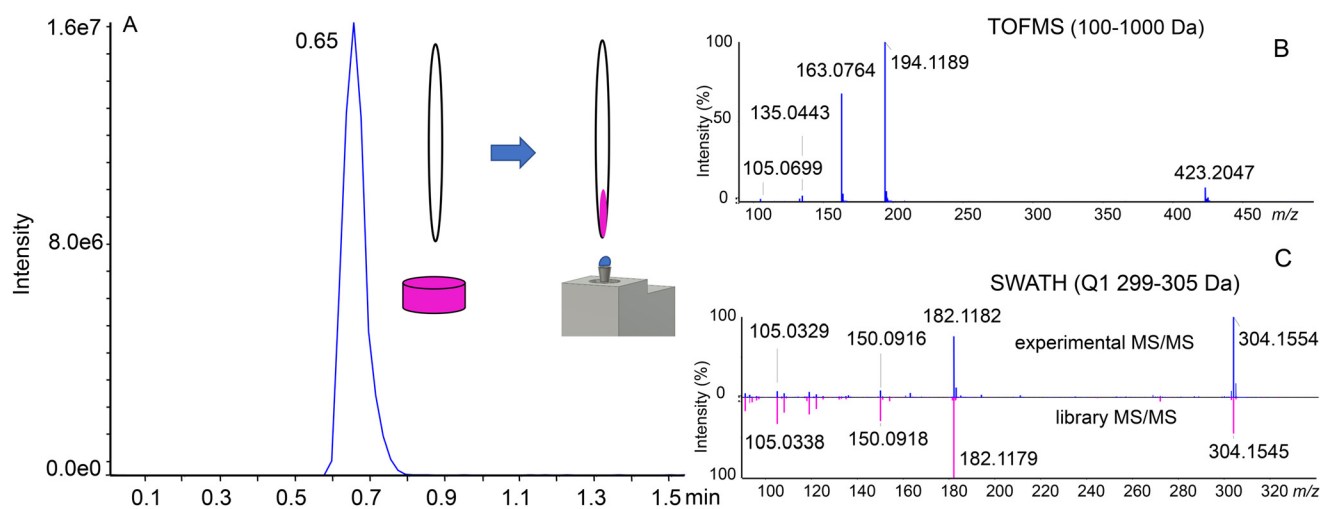 A
1.6e7
0.65
8.0e6
0.0e0
Intensity
0.1 0.3 0.5 0.7 0.9 1.1 1.3 1.5 min
TOFMS (100-1000 Da)
B
100
194.1189
163.0764
135.0443
50
105.0699
423.2047
0
Intensity (%)
100 150 200 250 300 350 400 450 m/z
C
SWATH (Q1 299-305 Da)
100
182.1182
105.0329
150.0916
experimental MS/MS
304.1554
0
library MS/MS
105.0338
150.0918
182.1179
304.1545
100
Intensity (%)
100 120 140 160 180 200 220 240 260 280 300 320 m/z